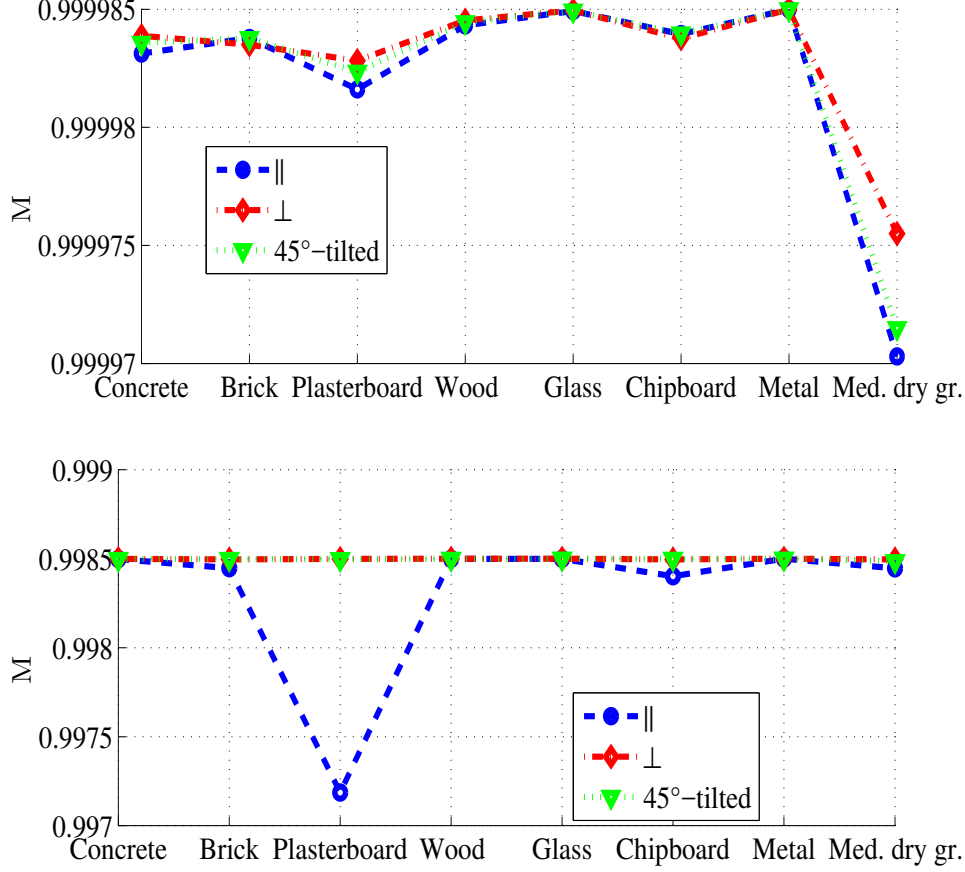 0.999985
0.99998
0.999975
0.99997
M
∥
⊥
45°−tilted
Concrete Brick Plasterboard Wood Glass Chipboard Metal Med. dry gr.
0.999
0.9985
0.998
0.9975
0.997
M
∥
⊥
45°−tilted
Concrete Brick Plasterboard Wood Glass Chipboard Metal Med. dry gr.